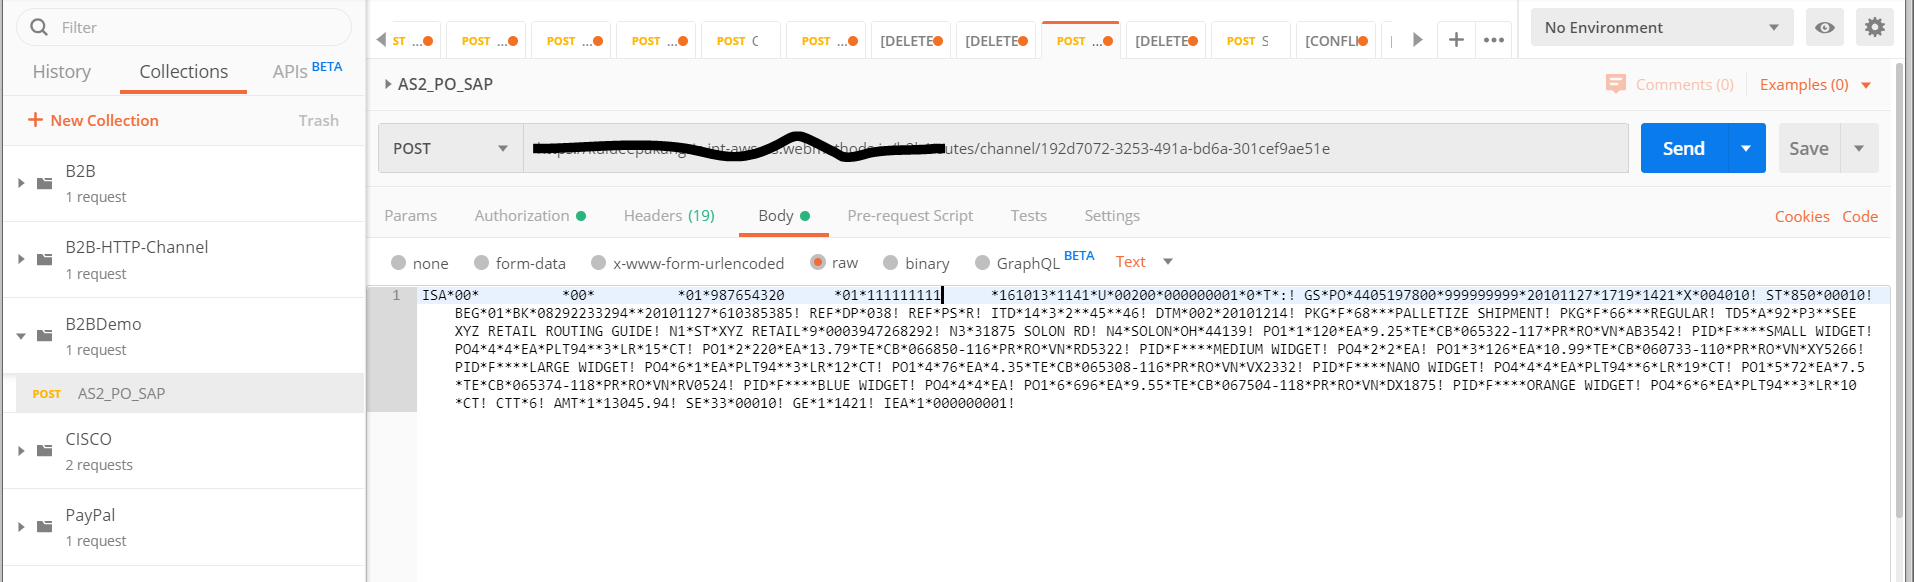 Filter
History Collections APIs BETA
+ New Collection Trash
B2B
1 request
B2B-HTTP-Channel
1 request
B2BDemo
1 request
POST AS2_PO_SAP
CISCO
2 requests
PayPal
1 request
ST ... POST ... POST ... POST ... POST POST ... [DELETE [DELETE POST ... [DELETE POST S [CONFLI
No Environment
AS2_PO_SAP
Comments (0) Examples (0)
POST utes/channel/192d7072-3253-491a-bd6a-301cef9ae51e Send Save
Params Authorization Headers (19) Body Pre-request Script Tests Settings Cookies Code
none form-data x-www-form-urlencoded raw binary GraphQL BETA Text
1 ISA*00*          *00*          *01*987654320      *01*111111111      *161013*1141*U*00200*000000001*0*T*:! GS*PO*4405197800*999999999*20101127*1719*1421*X*004010! ST*850*00010!
BEG*01*BK*08292233294**20101127*610385385! REF*DP*038! REF*PS*R! ITD*14*3*2**45**46! DTM*002*20101214! PKG*F*68***PALLETIZE SHIPMENT! PKG*F*66***REGULAR! TD5*A*92*P3**SEE
XYZ RETAIL ROUTING GUIDE! N1*ST*XYZ RETAIL*9*0003947268292! N3*31875 SOLON RD! N4*SOLON*OH*44139! PO1*1*120*EA*9.25*TE*CB*065322-117*PR*RO*VN*AB3542! PID*F****SMALL WIDGET!
PO4*4*4*EA*PLT94**3*LR*15*CT! PO1*2*220*EA*13.79*TE*CB*066850-116*PR*RO*VN*RD5322! PID*F****MEDIUM WIDGET! PO4*2*2*EA! PO1*3*126*EA*10.99*TE*CB*060733-110*PR*RO*VN*XY5266!
PID*F****LARGE WIDGET! PO4*6*1*EA*PLT94**3*LR*12*CT! PO1*4*76*EA*4.35*TE*CB*065308-116*PR*RO*VN*VX2332! PID*F****NANO WIDGET! PO4*4*4*EA*PLT94**6*LR*19*CT! PO1*5*72*EA*7.5
*TE*CB*065374-118*PR*RO*VN*RV0524! PID*F****BLUE WIDGET! PO4*4*4*EA! PO1*6*696*EA*9.55*TE*CB*067504-118*PR*RO*VN*DX1875! PID*F****ORANGE WIDGET! PO4*6*6*EA*PLT94**3*LR*10
*CT! CTT*6! AMT*1*13045.94! SE*33*00010! GE*1*1421! IEA*1*000000001!